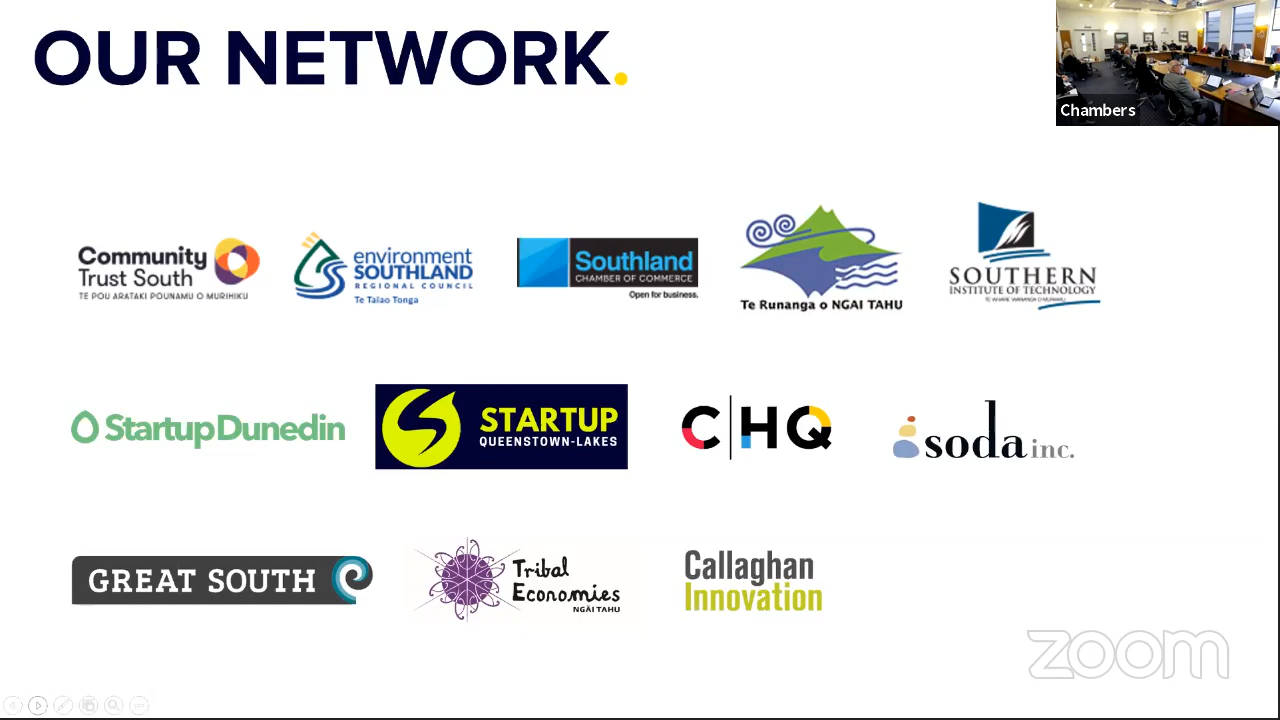 OUR NETWORK.
Chambers
Community
Trust South
TE POU ARATAKI POUNAMU O MURIHIKU
environment
SOUTHLAND
REGIONAL COUNCIL
Te Taiao Tonga
Southland
CHAMBER OF COMMERCE
Open for business.
Te Runanga o NGAI TAHU
SOUTHERN
INSTITUTE OF TECHNOLOGY
StartupDunedin
STARTUP
QUEENSTOWN-LAKES
C|HQ
soda inc.
GREAT SOUTH
Tribal
Economies
NGĀI TAHU
Callaghan
Innovation
zoom